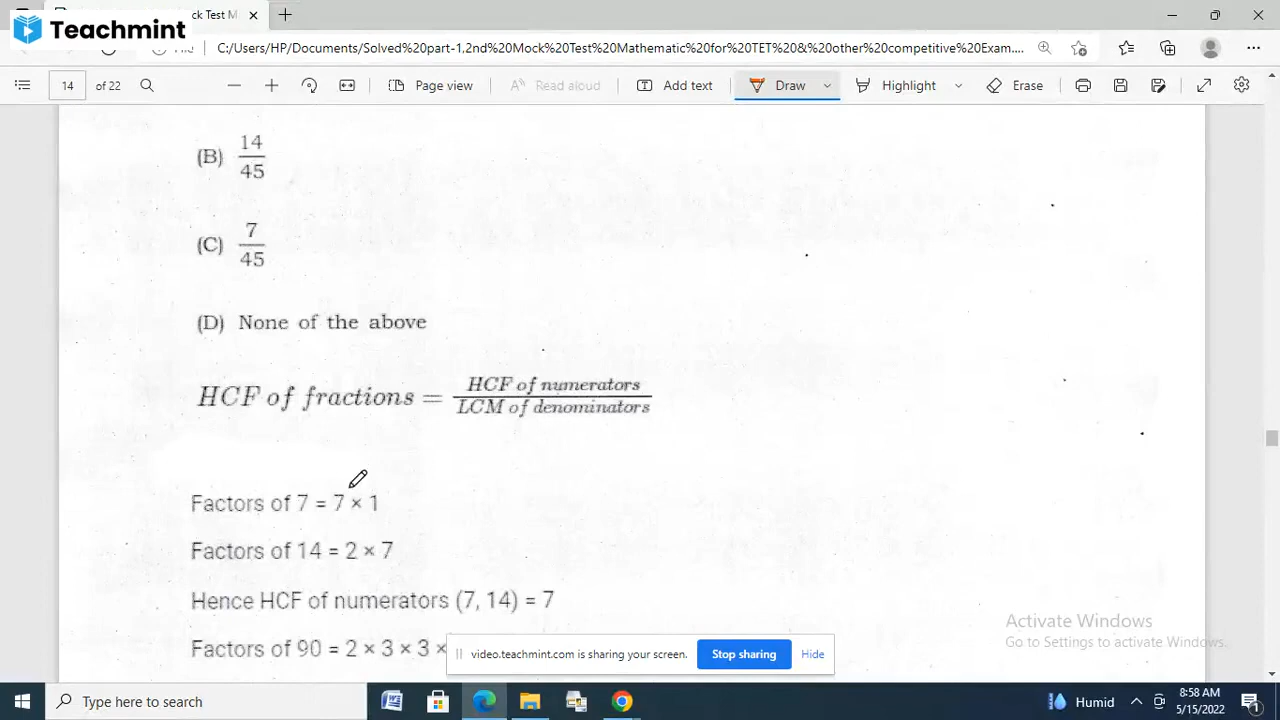 Teachmint
ck Test M
C:/Users/HP/Documents/Solved%20part-1,2nd%20Mock%20Test%20Mathematic%20for%20TET%20&%20other%20competitive%20Exam....
14 of 22
Page view
Read aloud
Add text
Draw
Highlight
Erase
(B) 14/45
(C) 7/45
(D) None of the above
HCF of fractions = HCF of numerators / LCM of denominators
Factors of 7 = 7 × 1
Factors of 14 = 2 × 7
Hence HCF of numerators (7, 14) = 7
Factors of 90 = 2 × 3 × 3 ×
video.teachmint.com is sharing your screen.
Stop sharing
Hide
Activate Windows
Go to Settings to activate Windows.
Type here to search
Humid
8:58 AM
5/15/2022
1